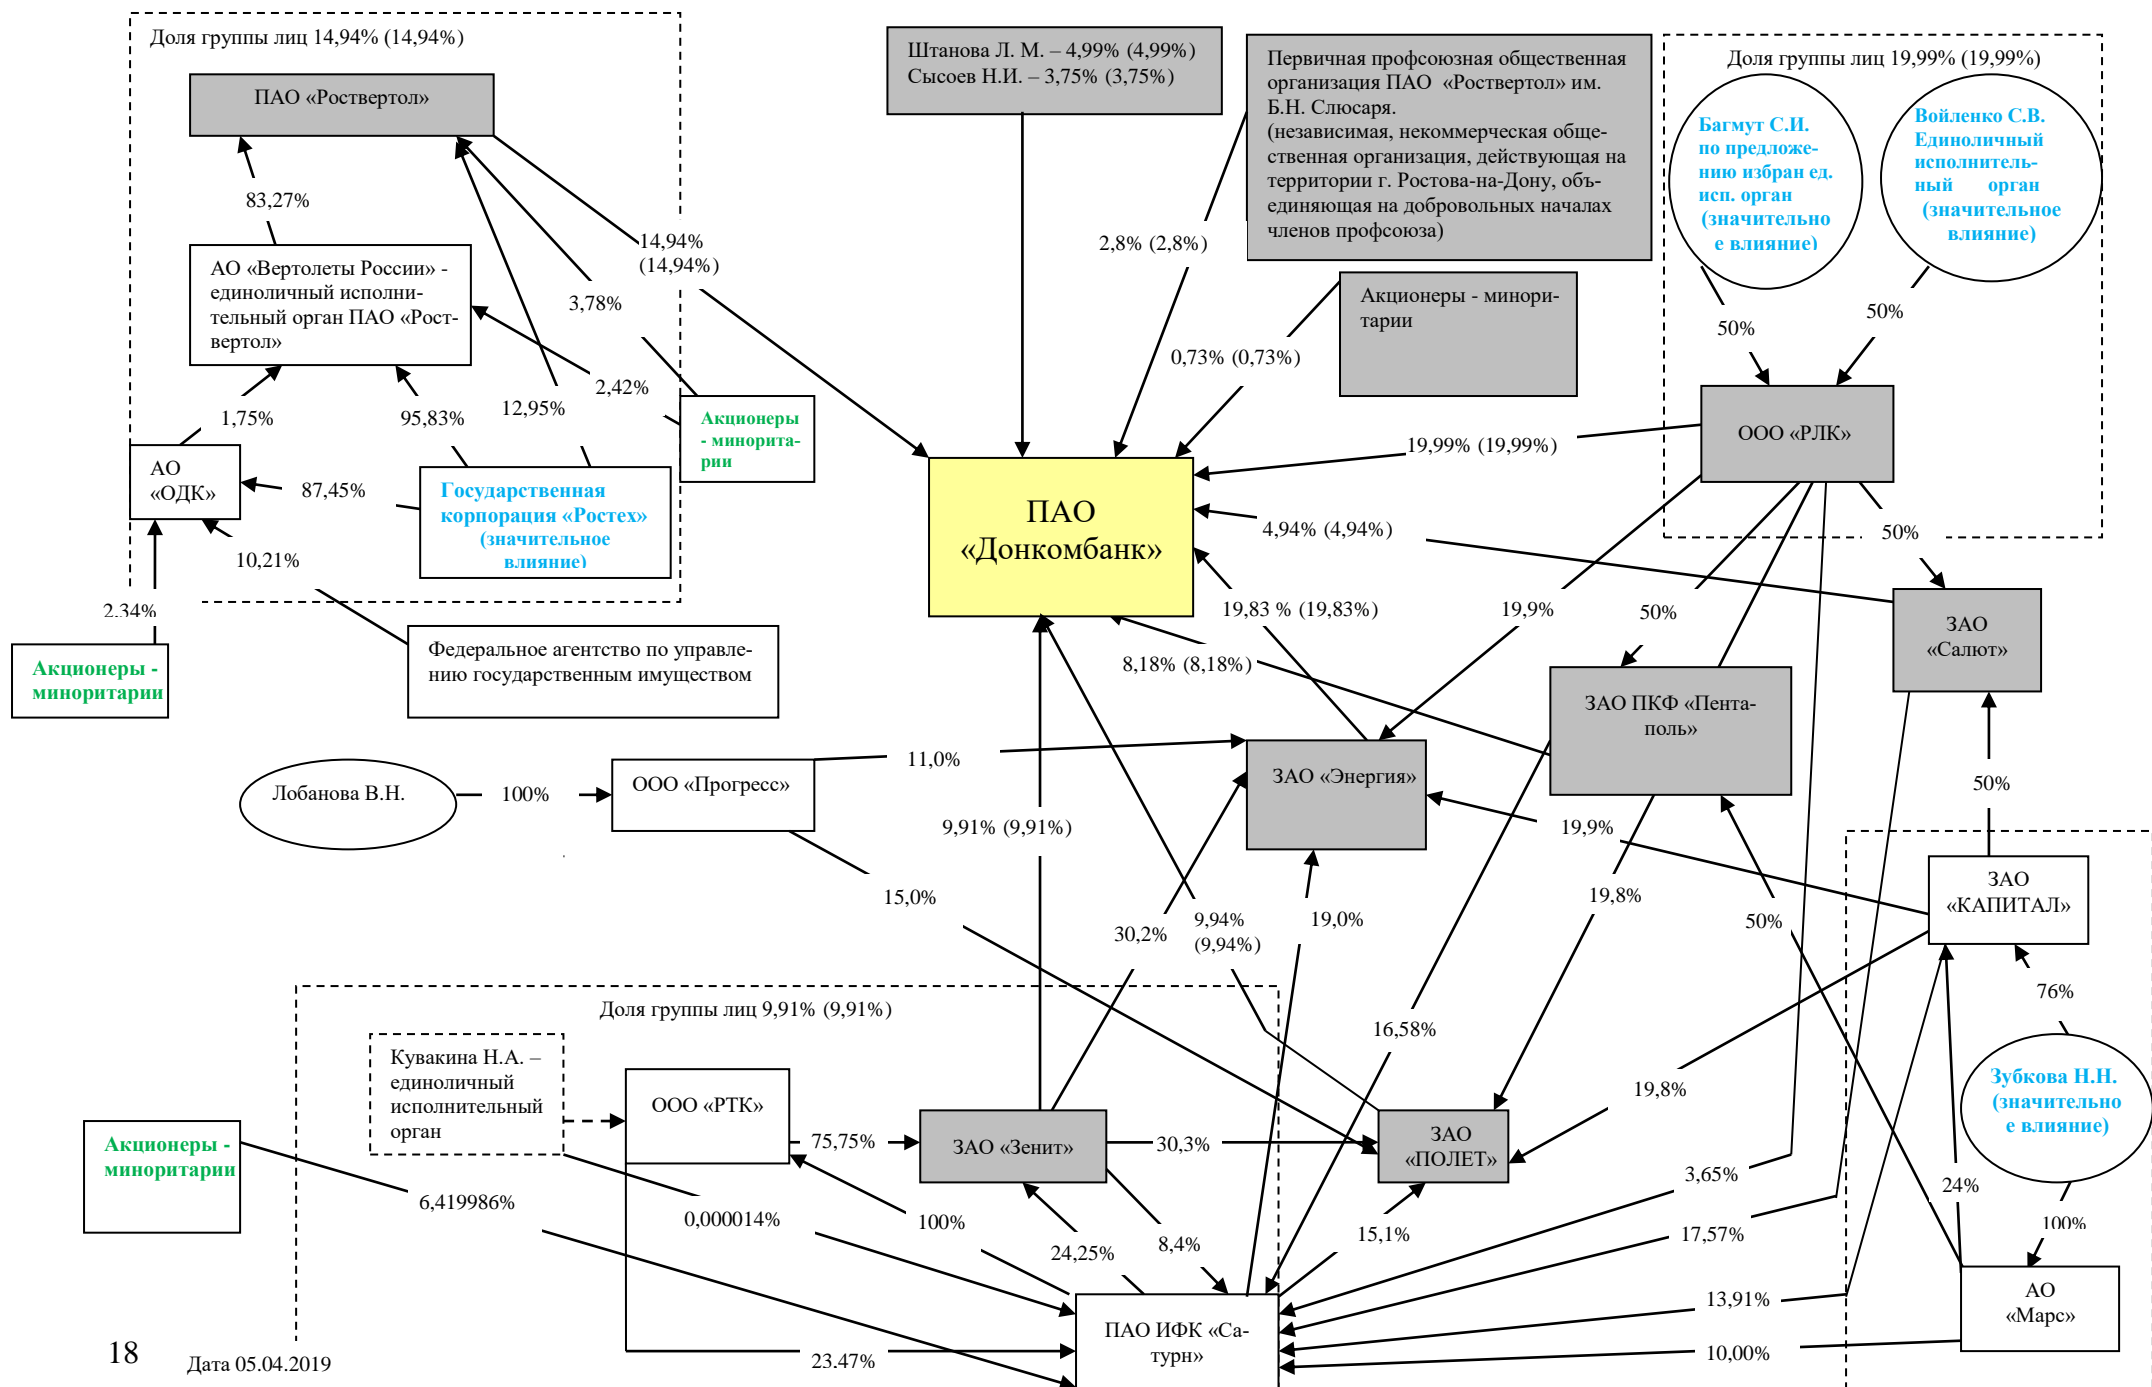 Доля группы лиц 14,94% (14,94%)
ПАО «Роствертол»
83,27%
АО «Вертолеты России» -
единоличный исполни-
тельный орган ПАО «Рост-
вертол»
14,94%
(14,94%)
3,78%
2,42%
12,95%
95,83%
1,75%
АО
«ОДК»
87,45%
Государственная
корпорация «Ростех»
(значительное
влияние)
Акционеры
- минорита-
рии
10,21%
2,34%
Акционеры -
миноритарии
Федеральное агентство по управле-
нию государственным имуществом
Штанова Л. М. – 4,99% (4,99%)
Сысоев Н.И. – 3,75% (3,75%)
Первичная профсоюзная общественная
организация ПАО «Роствертол» им.
Б.Н. Слюсаря.
(независимая, некоммерческая обще-
ственная организация, действующая на
территории г. Ростова-на-Дону, объ-
единяющая на добровольных началах
членов профсоюза)
2,8% (2,8%)
Акционеры - минори-
тарии
0,73% (0,73%)
Доля группы лиц 19,99% (19,99%)
Багмут С.И.
по предложе-
нию избран ед.
исп. орган
(значительно
е влияние)
Войленко С.В.
Единоличный
исполнитель-
ный орган
(значительное
влияние)
50%
50%
ООО «РЛК»
19,99% (19,99%)
ПАО
«Донкомбанк»
4,94% (4,94%)
50%
19,83 % (19,83%)
19,9%
50%
ЗАО
«Салют»
8,18% (8,18%)
ЗАО ПКФ «Пента-
поль»
Лобанова В.Н.
100%
ООО «Прогресс»
11,0%
ЗАО «Энергия»
50%
9,91% (9,91%)
19,9%
ЗАО
«КАПИТАЛ»
15,0%
30,2%
9,94%
(9,94%)
19,0%
19,8%
50%
76%
Доля группы лиц 9,91% (9,91%)
16,58%
Кувакина Н.А. –
единоличный
исполнительный
орган
ООО «РТК»
75,75%
ЗАО «Зенит»
30,3%
ЗАО
«ПОЛЕТ»
19,8%
Зубкова Н.Н.
(значительно
е влияние)
Акционеры -
миноритарии
6,419986%
0,000014%
100%
24,25%
8,4%
15,1%
3,65%
17,57%
24%
100%
13,91%
АО
«Марс»
ПАО ИФК «Са-
турн»
23,47%
10,00%
18
Дата 05.04.2019